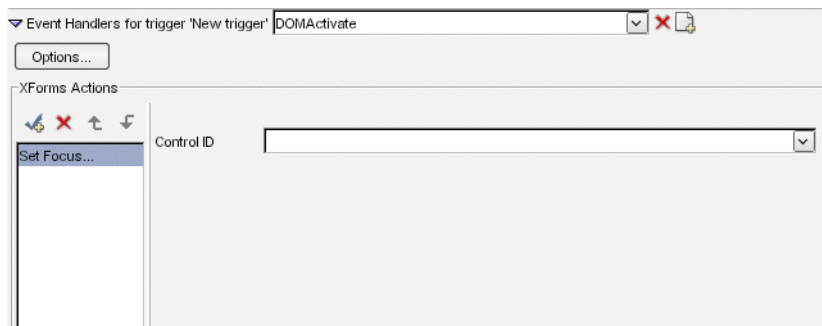 Event Handlers for trigger 'New trigger' DOMActivate
Options...
XForms Actions
Control ID
Set Focus...